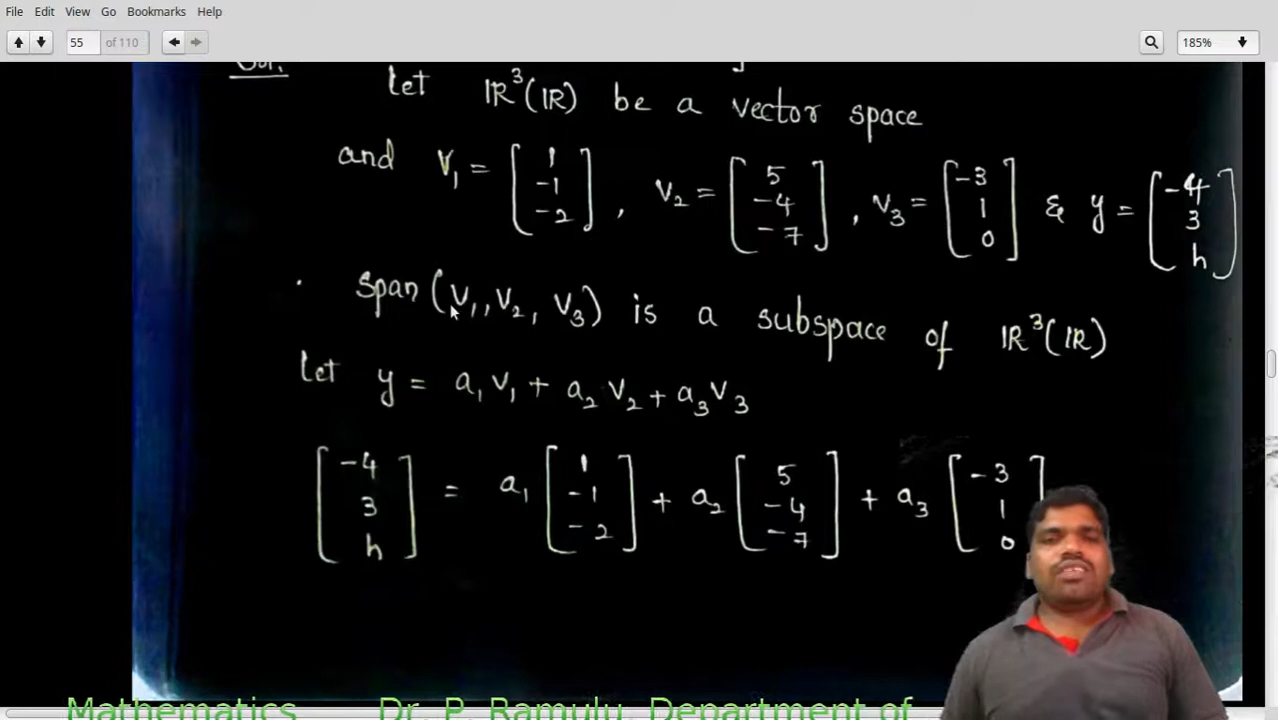 File Edit View Go Bookmarks Help
55 of 110 185%
Sol.
Let ℝ³(ℝ) be a vector space
and v₁ = [1 -1 -2], v₂ = [5 -4 -7], v₃ = [-3 1 0] & y = [-4 3 h]
· span (v₁, v₂, v₃) is a subspace of ℝ³(ℝ)
let y = a₁v₁ + a₂v₂ + a₃v₃
[-4 3 h] = a₁ [1 -1 -2] + a₂ [5 -4 -7] + a₃ [-3 1 0]
Mathematics Dr. P. Ramulu, Department of